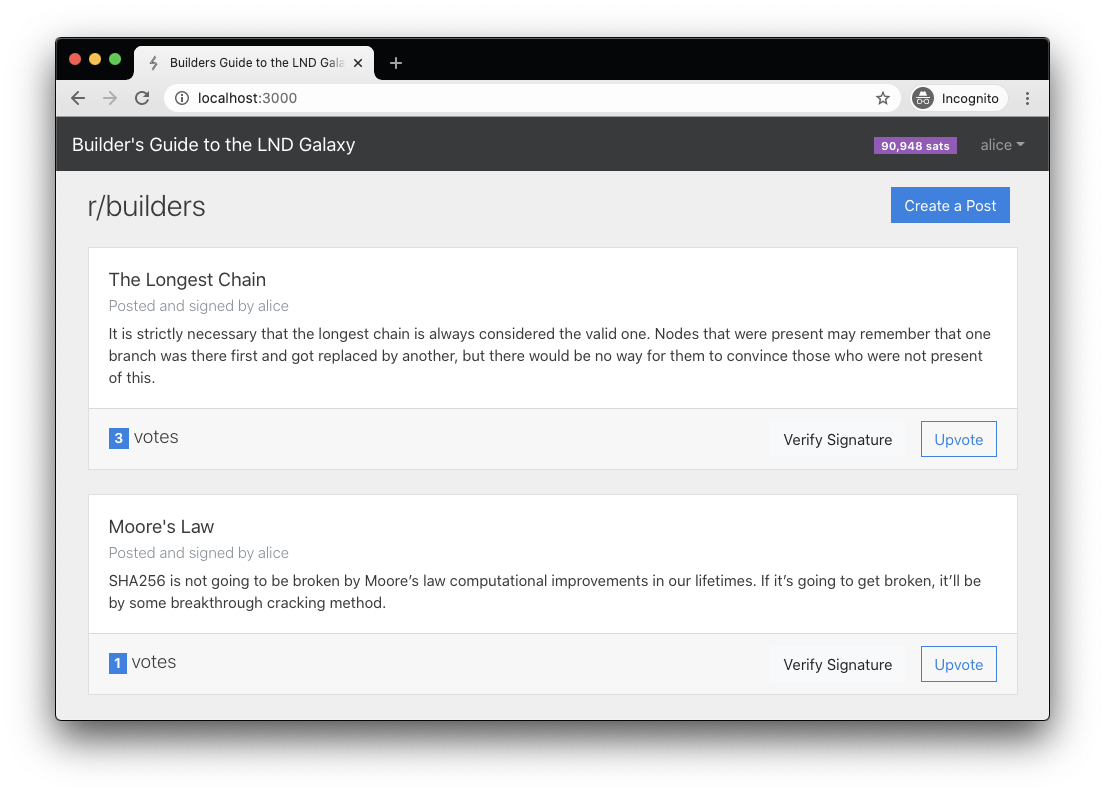 Builders Guide to the LND Gala
localhost:3000
Incognito
Builder's Guide to the LND Galaxy
90,948 sats
alice
r/builders
Create a Post
The Longest Chain
Posted and signed by alice
It is strictly necessary that the longest chain is always considered the valid one. Nodes that were present may remember that one
branch was there first and got replaced by another, but there would be no way for them to convince those who were not present
of this.
3 votes
Verify Signature
Upvote
Moore's Law
Posted and signed by alice
SHA256 is not going to be broken by Moore’s law computational improvements in our lifetimes. If it’s going to get broken, it’ll be
by some breakthrough cracking method.
1 votes
Verify Signature
Upvote